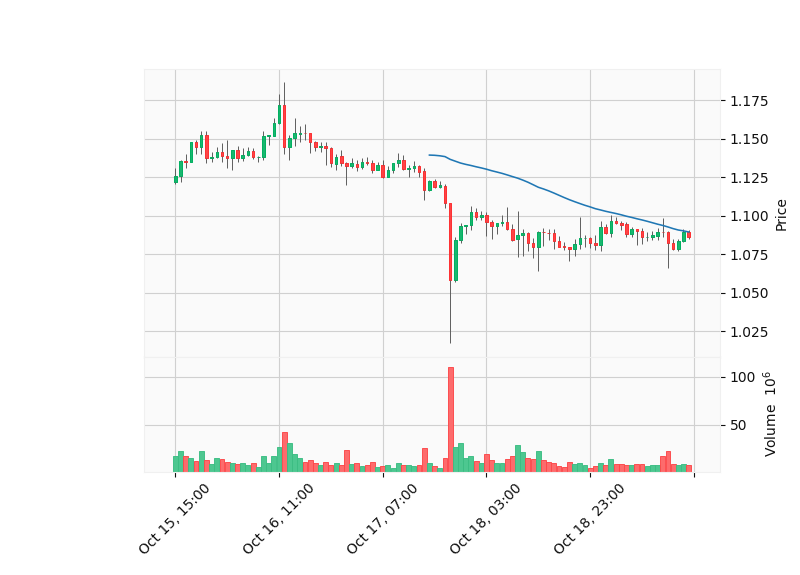 1.175
1.150
1.125
1.100
1.075
1.050
1.025
Price
100
50
Volume 10⁶
Oct 15, 15:00
Oct 16, 11:00
Oct 17, 07:00
Oct 18, 03:00
Oct 18, 23:00